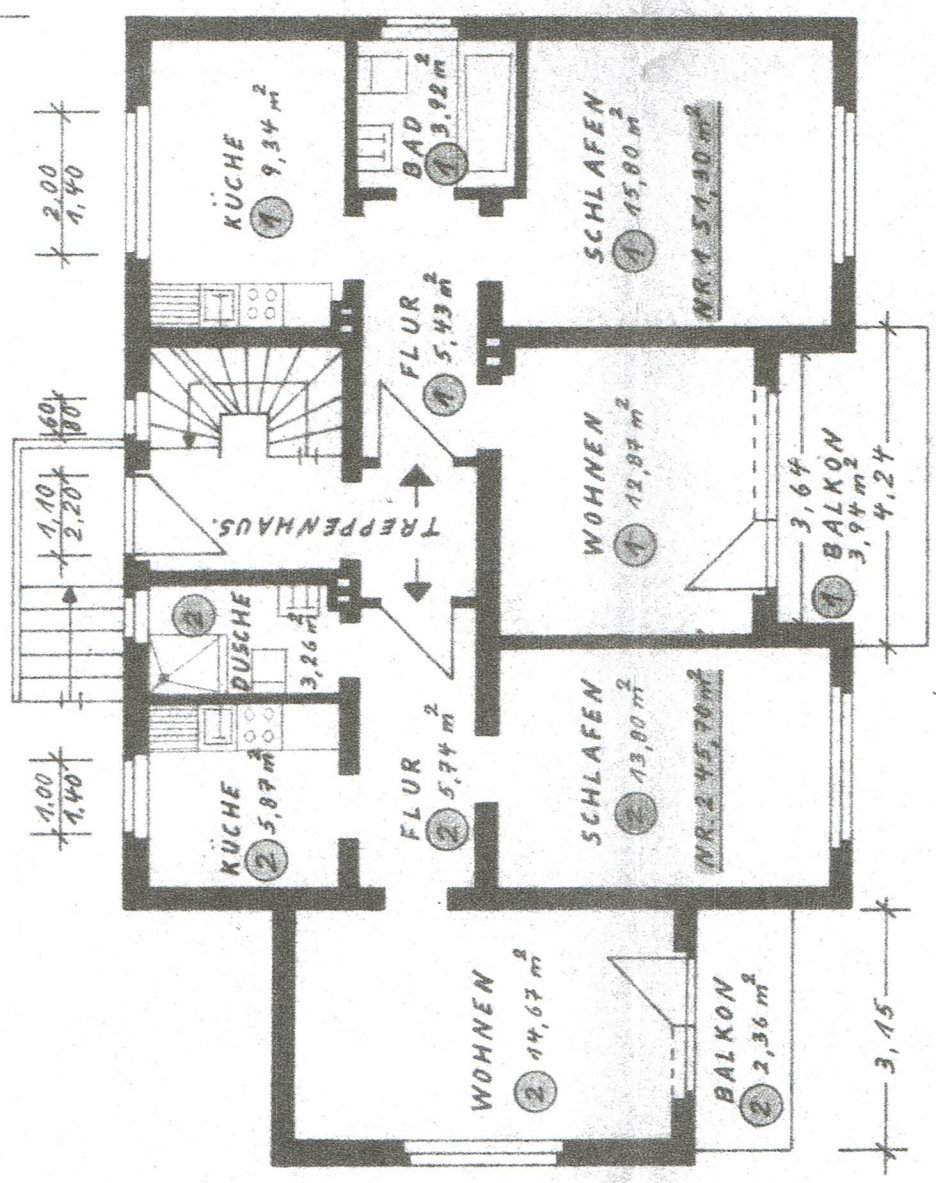 2,00
1,40
60
80
1,10
2,20
1,00
1,40
KÜCHE
1 9,34 m²
BAD
1 3,92 m²
SCHLAFEN
1 15,80 m²
NR. 1 51,30 m²
FLUR
1 5,43 m²
TREPPENHAUS.
WOHNEN
1 12,87 m²
3,64
1 BALKON
3,94 m²
4,24
2
DUSCHE
3,26 m²
KÜCHE
2 5,87 m²
FLUR
2 5,74 m²
SCHLAFEN
2 13,80 m²
NR. 2 45,70 m²
WOHNEN
2 14,67 m²
BALKON
2 2,36 m²
3,15